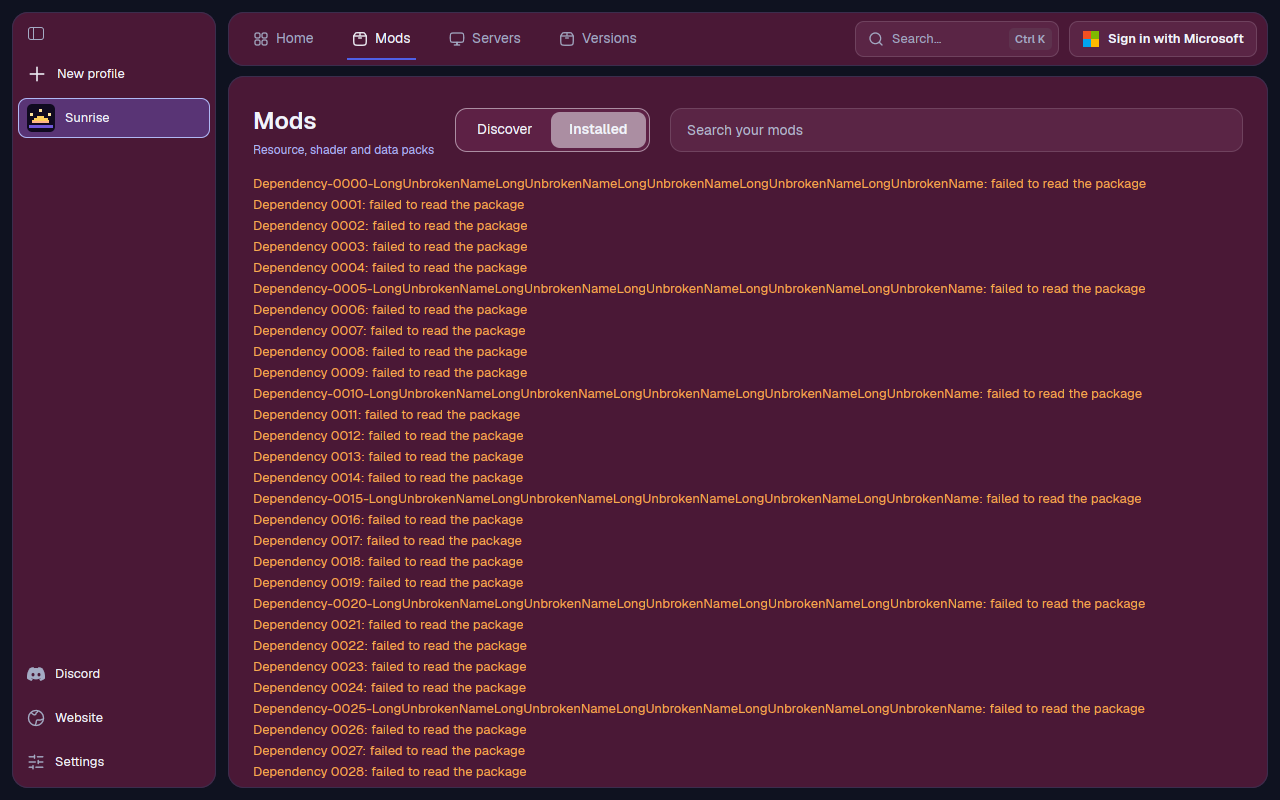 New profile
Sunrise
Discord
Website
Settings
Home
Mods
Servers
Versions
Search...
Ctrl K
Sign in with Microsoft
Mods
Resource, shader and data packs
Discover
Installed
Search your mods
Dependency-0000-LongUnbrokenNameLongUnbrokenNameLongUnbrokenNameLongUnbrokenNameLongUnbrokenName: failed to read the package
Dependency 0001: failed to read the package
Dependency 0002: failed to read the package
Dependency 0003: failed to read the package
Dependency 0004: failed to read the package
Dependency-0005-LongUnbrokenNameLongUnbrokenNameLongUnbrokenNameLongUnbrokenNameLongUnbrokenName: failed to read the package
Dependency 0006: failed to read the package
Dependency 0007: failed to read the package
Dependency 0008: failed to read the package
Dependency 0009: failed to read the package
Dependency-0010-LongUnbrokenNameLongUnbrokenNameLongUnbrokenNameLongUnbrokenNameLongUnbrokenName: failed to read the package
Dependency 0011: failed to read the package
Dependency 0012: failed to read the package
Dependency 0013: failed to read the package
Dependency 0014: failed to read the package
Dependency-0015-LongUnbrokenNameLongUnbrokenNameLongUnbrokenNameLongUnbrokenNameLongUnbrokenName: failed to read the package
Dependency 0016: failed to read the package
Dependency 0017: failed to read the package
Dependency 0018: failed to read the package
Dependency 0019: failed to read the package
Dependency-0020-LongUnbrokenNameLongUnbrokenNameLongUnbrokenNameLongUnbrokenNameLongUnbrokenName: failed to read the package
Dependency 0021: failed to read the package
Dependency 0022: failed to read the package
Dependency 0023: failed to read the package
Dependency 0024: failed to read the package
Dependency-0025-LongUnbrokenNameLongUnbrokenNameLongUnbrokenNameLongUnbrokenNameLongUnbrokenName: failed to read the package
Dependency 0026: failed to read the package
Dependency 0027: failed to read the package
Dependency 0028: failed to read the package